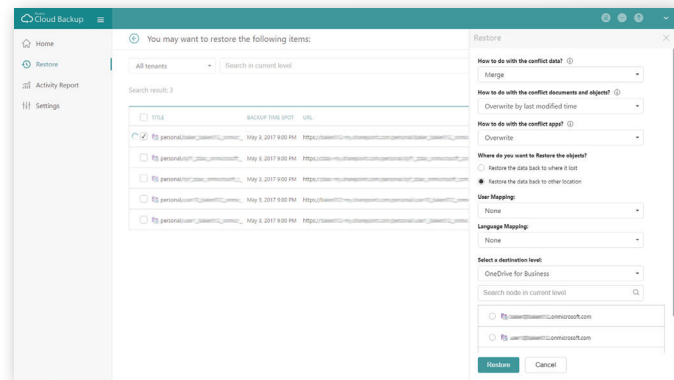 Cloud Backup
Home
Restore
Activity Report
Settings
You may want to restore the following items:
All tenants
Search in current level
Search result: 3
TITLE BACKUP TIME SPOT URL
May 3, 2017 9:00 PM
May 3, 2017 9:00 PM
May 3, 2017 9:00 PM
May 3, 2017 9:00 PM
May 3, 2017 9:00 PM
Restore
How to do with the conflict data?
Merge
How to do with the conflict documents and objects?
Overwrite by last modified time
How to do with the conflict apps?
Overwrite
Where do you want to Restore the objects?
Restore the data back to where it lost
Restore the data back to other location
User Mapping:
None
Language Mapping:
None
Select a destination level:
OneDrive for Business
Search node in current level
.onmicrosoft.com
.onmicrosoft.com
Restore Cancel